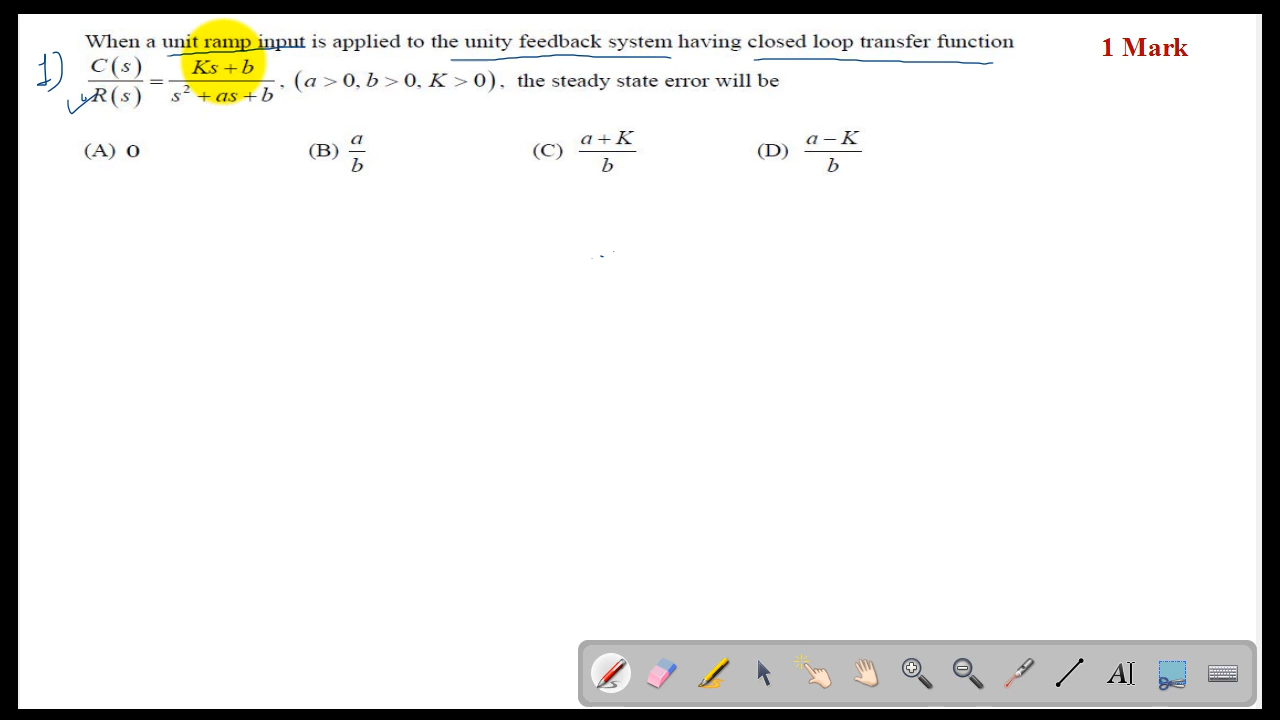 When a unit ramp input is applied to the unity feedback system having closed loop transfer function
1 Mark
1) C(s)/R(s) = (Ks + b)/(s² + as + b), (a > 0, b > 0, K > 0), the steady state error will be
(A) 0 (B) a/b (C) (a + K)/b (D) (a − K)/b
A